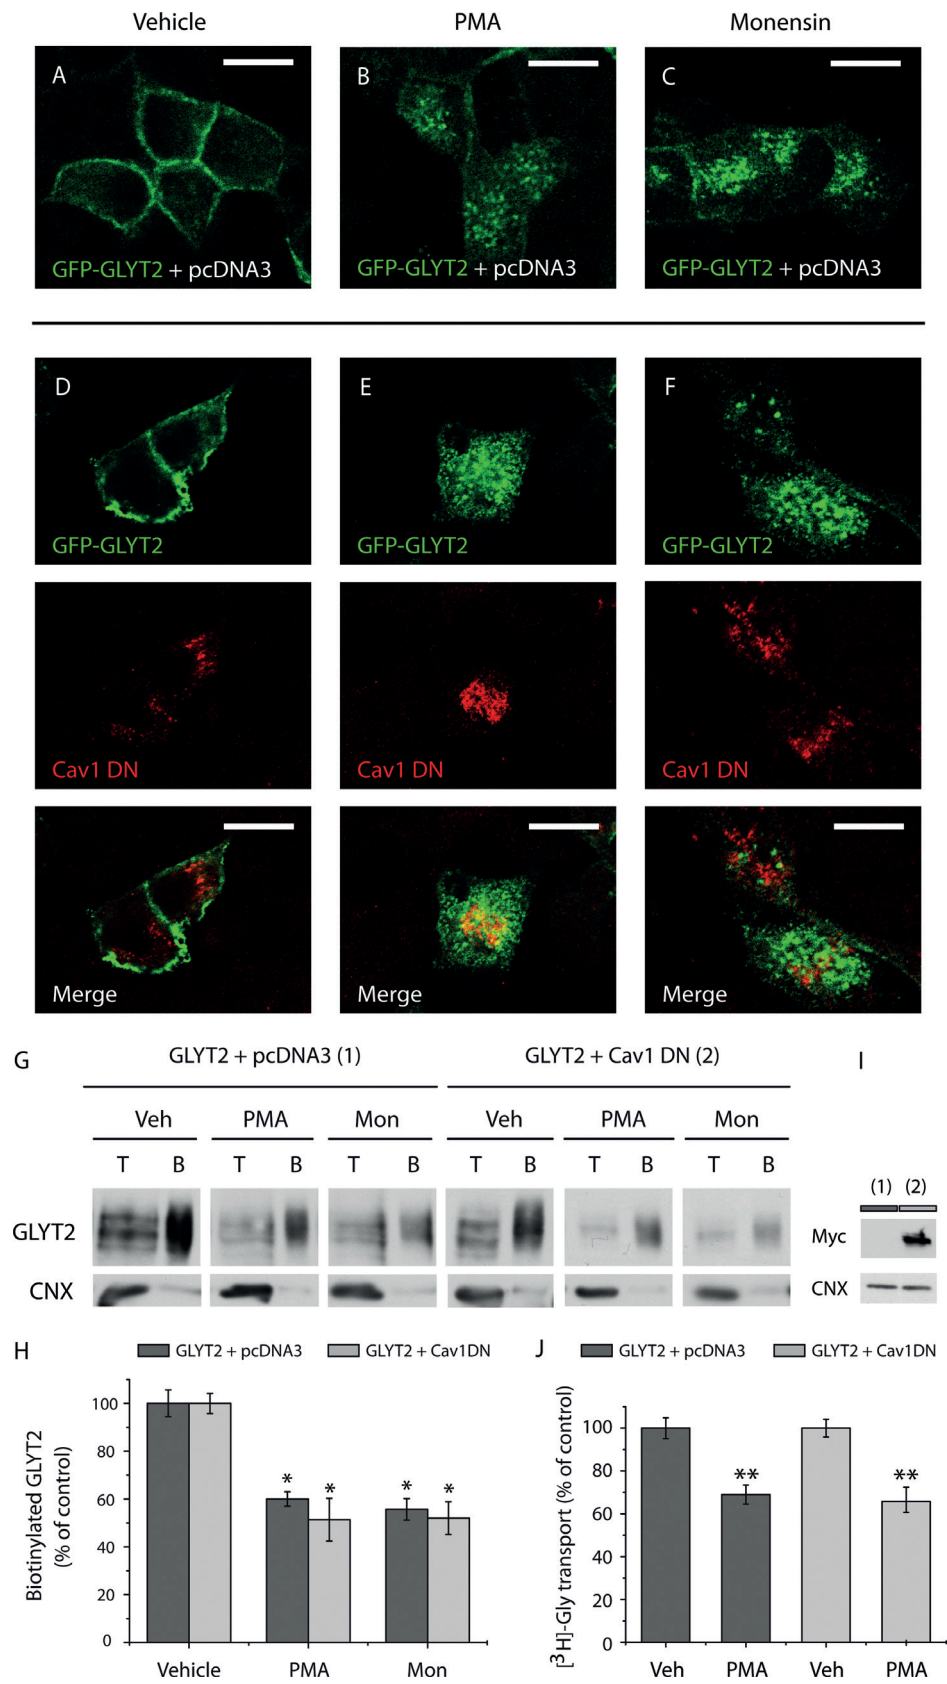 Vehicle PMA Monensin
A B C
GFP-GLYT2 + pcDNA3 GFP-GLYT2 + pcDNA3 GFP-GLYT2 + pcDNA3
D E F
GFP-GLYT2 GFP-GLYT2 GFP-GLYT2
Cav1 DN Cav1 DN Cav1 DN
Merge Merge Merge
G GLYT2 + pcDNA3 (1) GLYT2 + Cav1 DN (2) I
Veh PMA Mon Veh PMA Mon
T B T B T B T B T B T B
(1) (2)
GLYT2 Myc
CNX CNX
H GLYT2 + pcDNA3 GLYT2 + Cav1DN
Biotinylated GLYT2
(% of control)
100
80
60
40
20
0
* * * *
Vehicle PMA Mon
J GLYT2 + pcDNA3 GLYT2 + Cav1DN
[³H]-Gly transport (% of control)
100
80
60
40
20
0
** **
Veh PMA Veh PMA